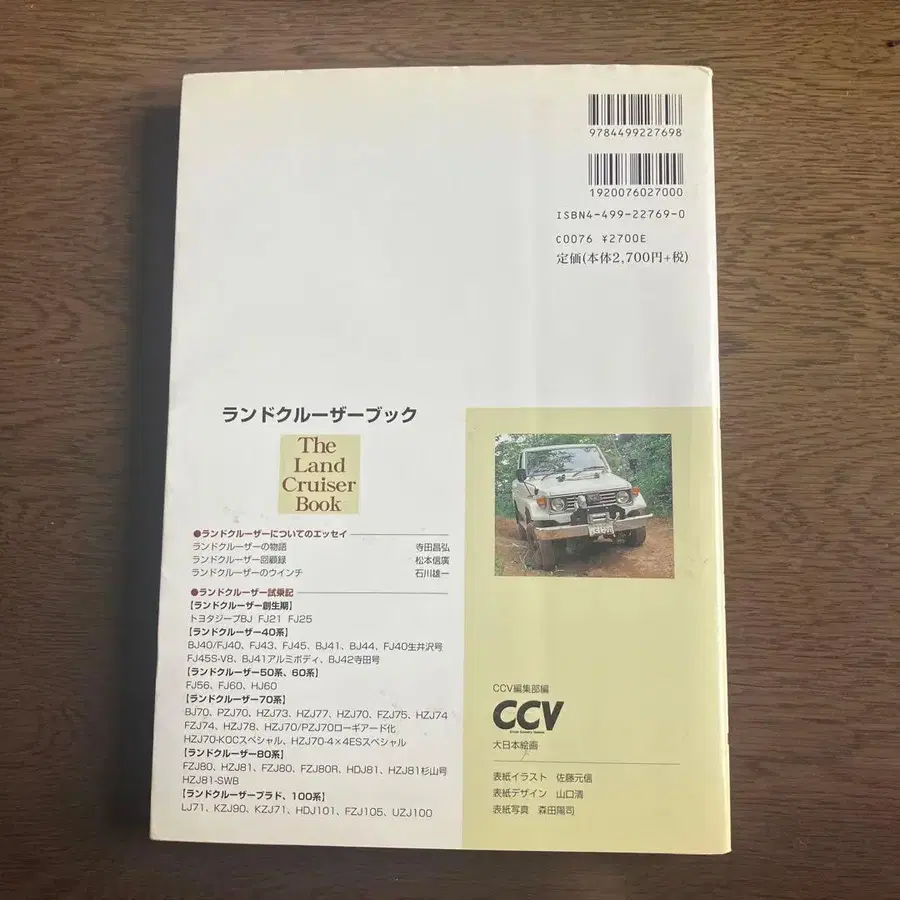 9784499227698
1920076027000
ISBN4-499-22769-0
C0076 ¥2700E
定価(本体2,700円+税)
ランドクルーザーブック
The
Land
Cruiser
Book
●ランドクルーザーについてのエッセイ
ランドクルーザーの物語 寺田昌弘
ランドクルーザー回顧録 松本信廣
ランドクルーザーのウインチ 石川雄一
●ランドクルーザー試乗記
【ランドクルーザー創生期】
トヨタジープBJ FJ21 FJ25
【ランドクルーザー40系】
BJ40/FJ40、FJ43、FJ45、BJ41、BJ44、FJ40生井沢号
FJ45S-V8、BJ41アルミボディ、BJ42寺田号
【ランドクルーザー50系、60系】
FJ56、FJ60、HJ60
【ランドクルーザー70系】
BJ70、PZJ70、HZJ73、HZJ77、HZJ70、FZJ75、HZJ74
FZJ74、HZJ78、HZJ70/PZJ70ローギアード化
HZJ70-KOCスペシャル、HZJ70-4×4ESスペシャル
【ランドクルーザー80系】
FZJ80、HZJ81、FZJ80、FZJ80R、HDJ81、HZJ81杉山号
HZJ81-SWB
【ランドクルーザープラド、100系】
LJ71、KZJ90、KZJ71、HDJ101、FZJ105、UZJ100
CCV編集部編
CCV
大日本絵画
表紙イラスト 佐藤元信
表紙デザイン 山口清
表紙写真 森田陽司